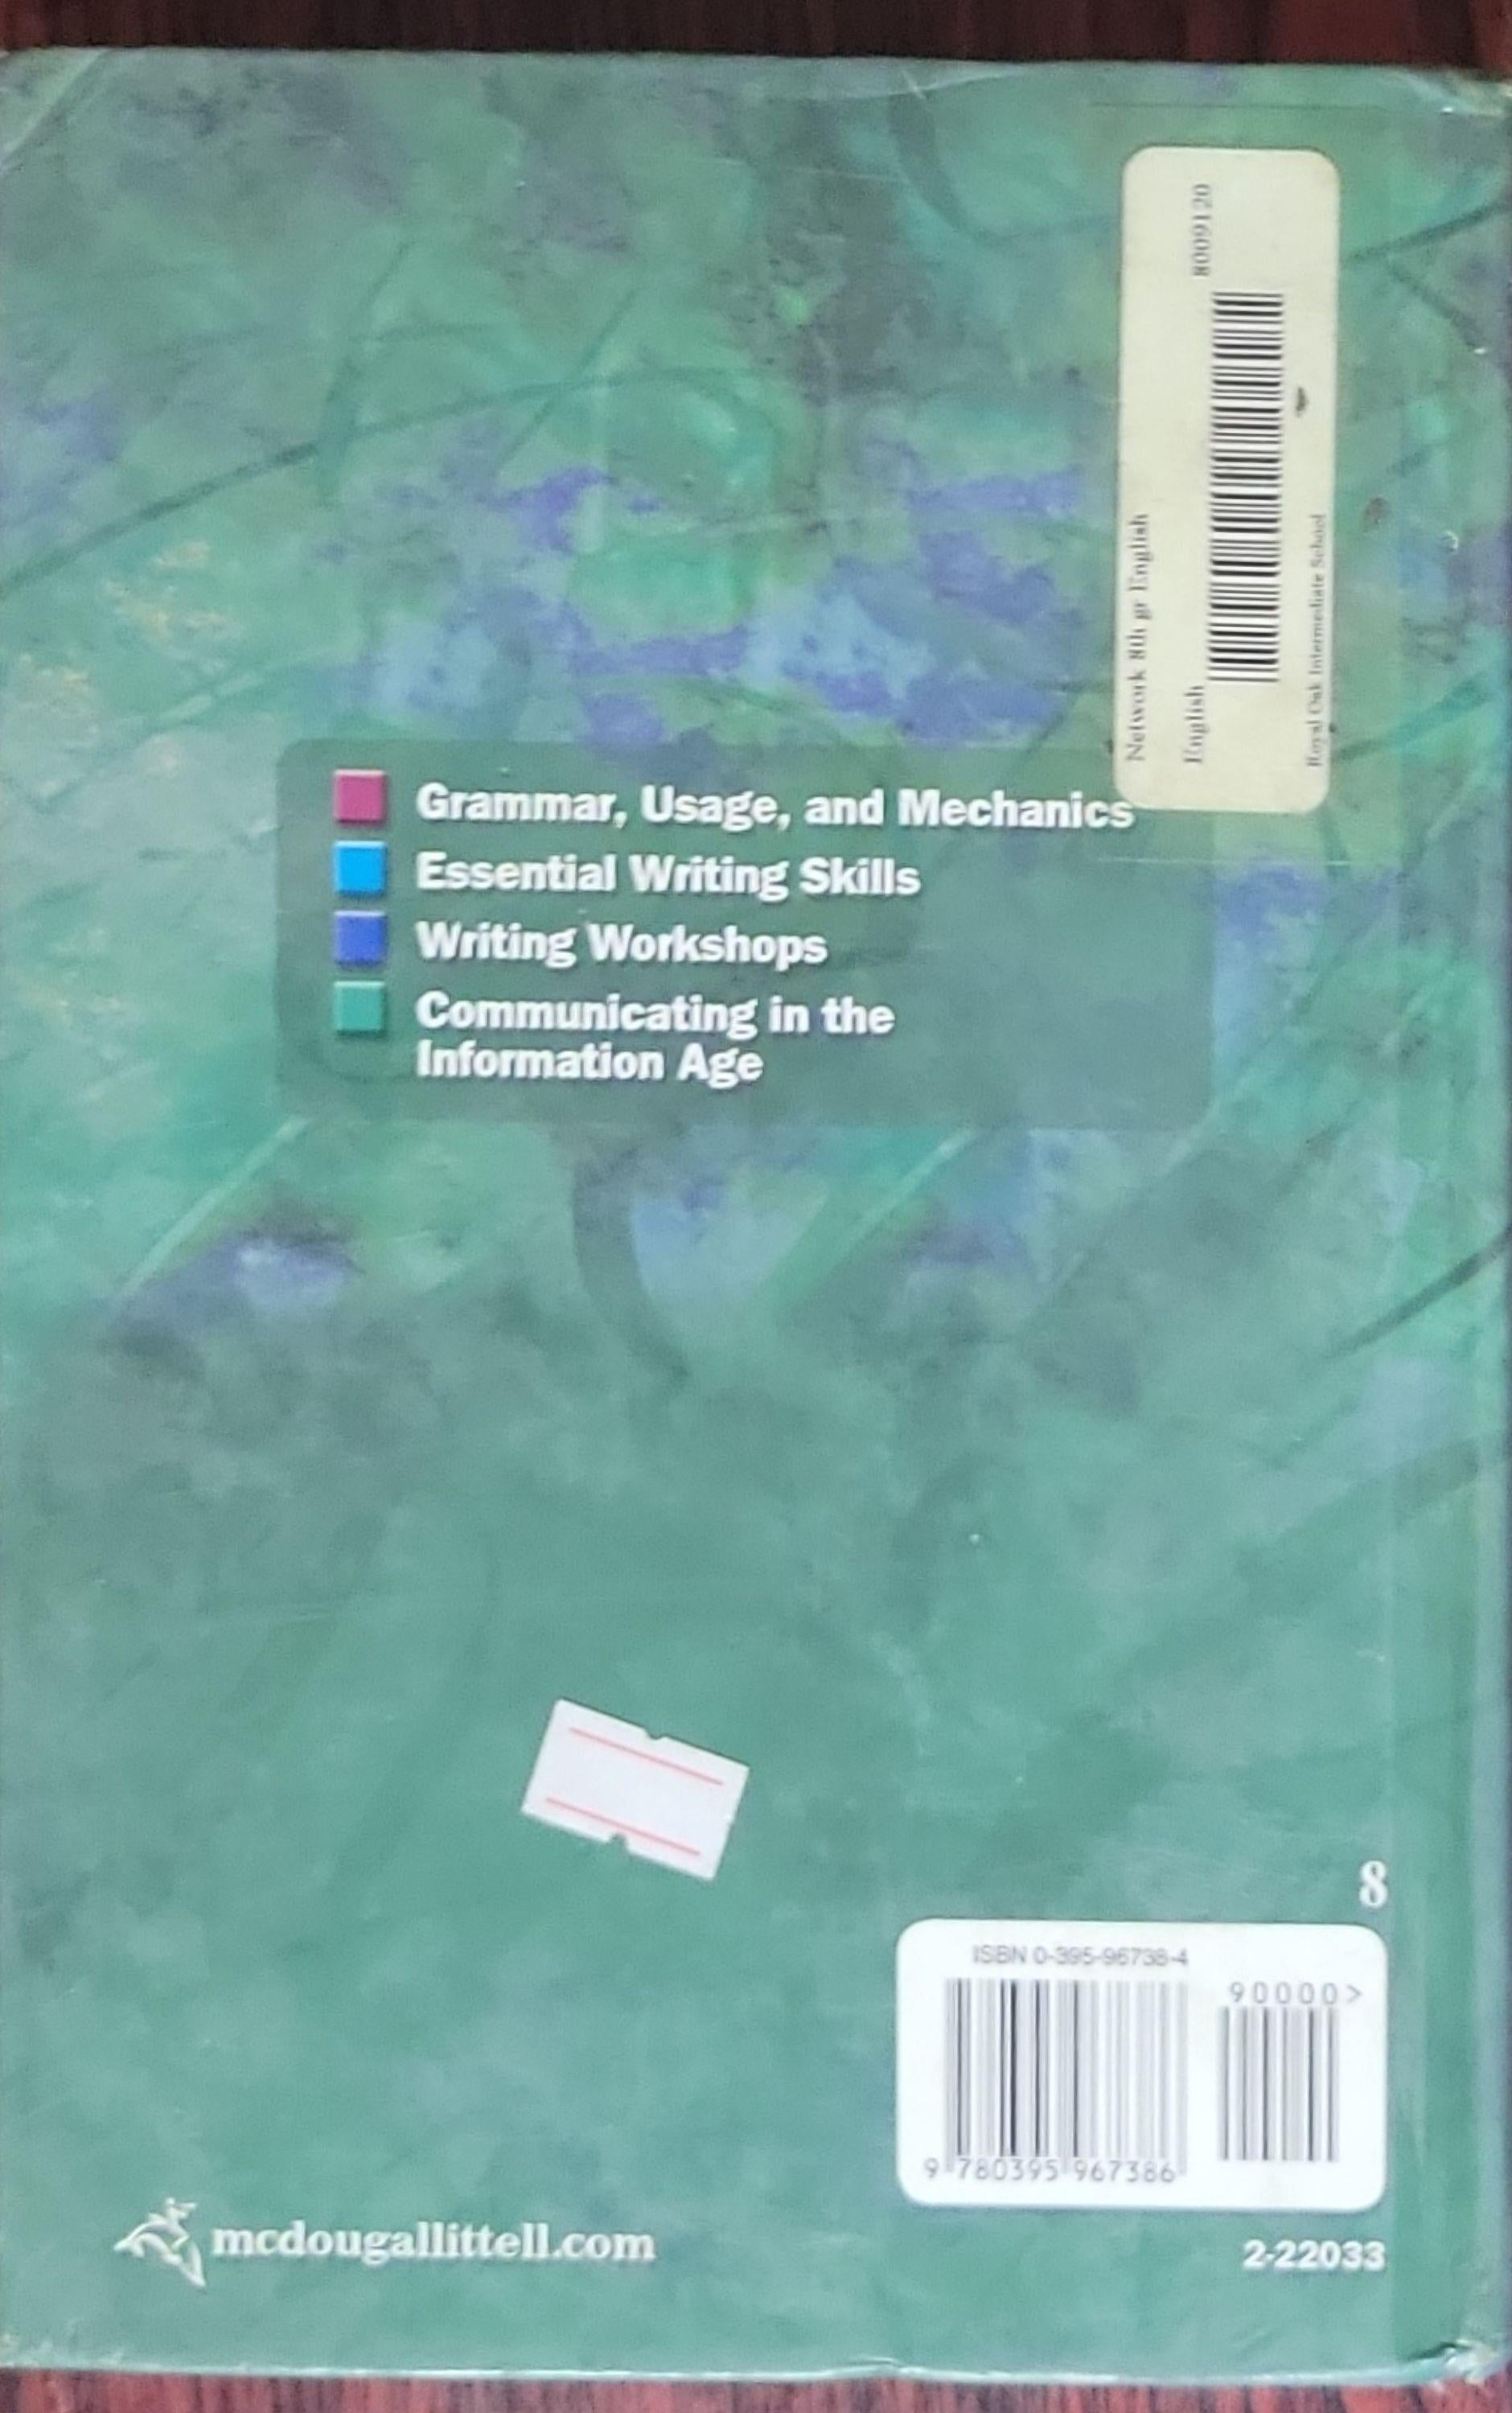 8009120
Network 8th gr English
English
Royal Oak Intermediate School
Grammar, Usage, and Mechanics
Essential Writing Skills
Writing Workshops
Communicating in the
Information Age
8
ISBN 0-395-96738-4
90000>
9 780395 967386
mcdougallittell.com
2-22033